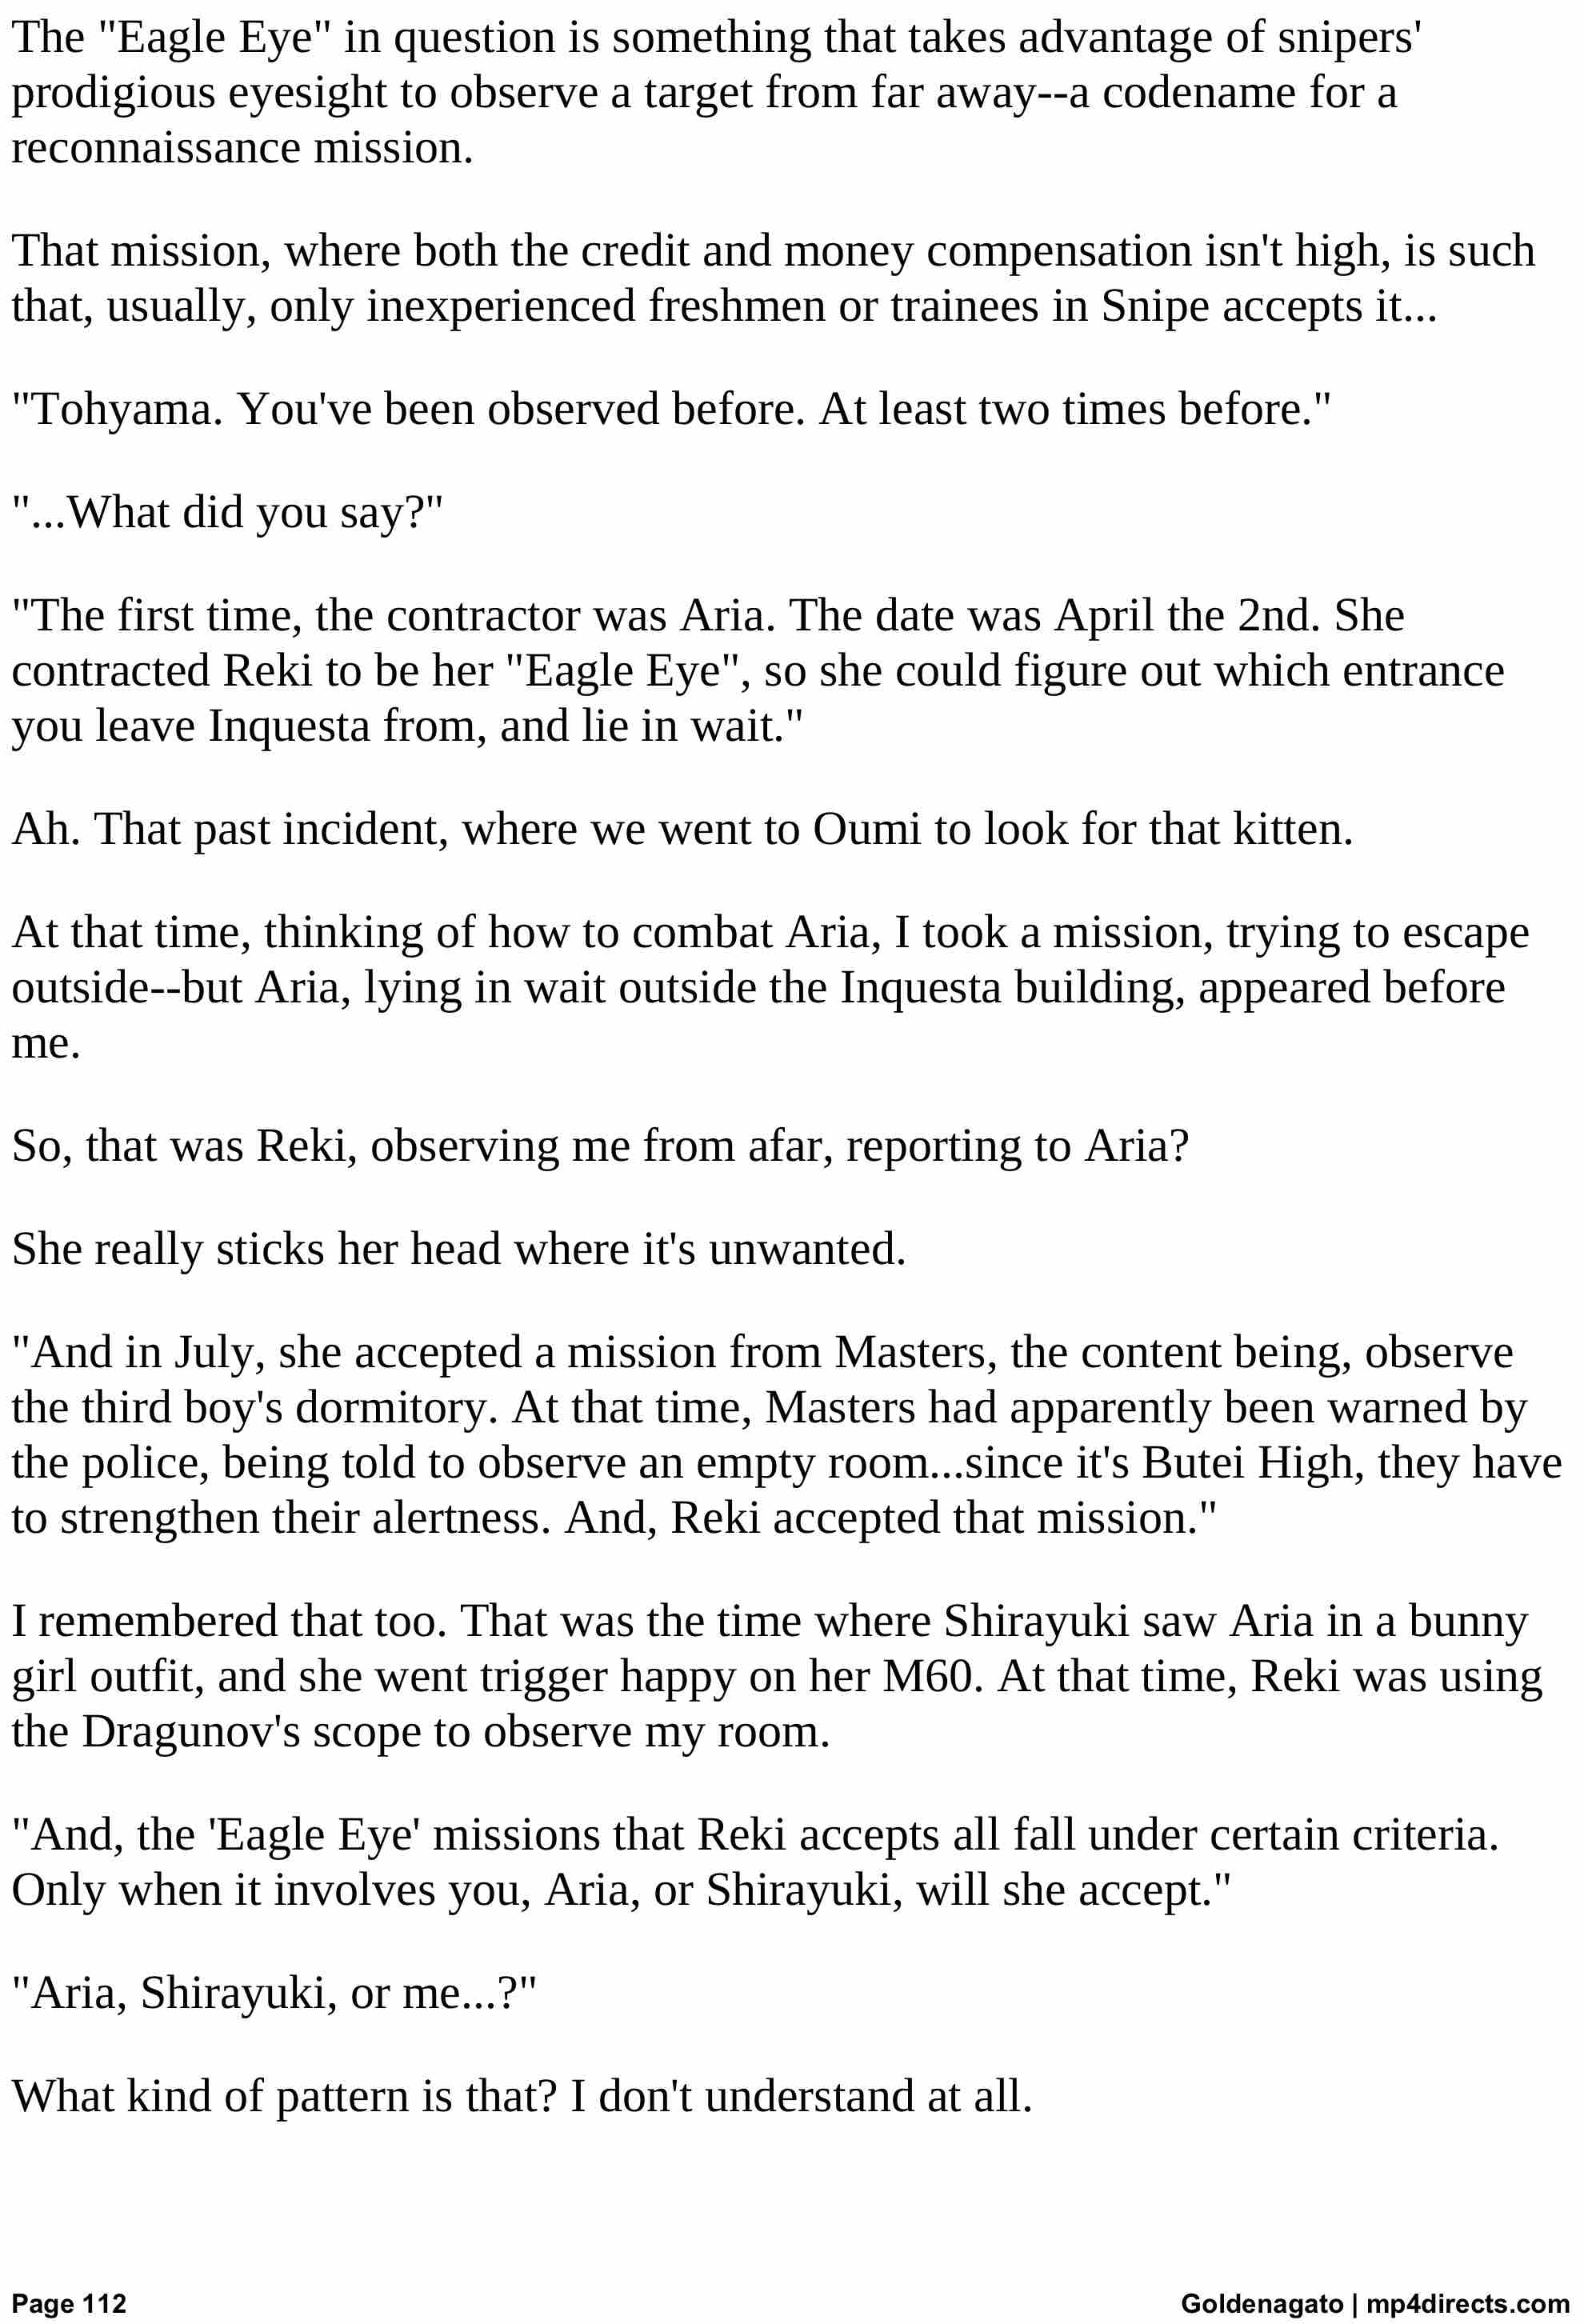 The "Eagle Eye" in question is something that takes advantage of snipers'
prodigious eyesight to observe a target from far away--a codename for a
reconnaissance mission.
That mission, where both the credit and money compensation isn't high, is such
that, usually, only inexperienced freshmen or trainees in Snipe accepts it...
"Tohyama. You've been observed before. At least two times before."
"...What did you say?"
"The first time, the contractor was Aria. The date was April the 2nd. She
contracted Reki to be her "Eagle Eye", so she could figure out which entrance
you leave Inquesta from, and lie in wait."
Ah. That past incident, where we went to Oumi to look for that kitten.
At that time, thinking of how to combat Aria, I took a mission, trying to escape
outside--but Aria, lying in wait outside the Inquesta building, appeared before
me.
So, that was Reki, observing me from afar, reporting to Aria?
She really sticks her head where it's unwanted.
"And in July, she accepted a mission from Masters, the content being, observe
the third boy's dormitory. At that time, Masters had apparently been warned by
the police, being told to observe an empty room...since it's Butei High, they have
to strengthen their alertness. And, Reki accepted that mission."
I remembered that too. That was the time where Shirayuki saw Aria in a bunny
girl outfit, and she went trigger happy on her M60. At that time, Reki was using
the Dragunov's scope to observe my room.
"And, the 'Eagle Eye' missions that Reki accepts all fall under certain criteria.
Only when it involves you, Aria, or Shirayuki, will she accept."
"Aria, Shirayuki, or me...?"
What kind of pattern is that? I don't understand at all.
Page 112
Goldenagato | mp4directs.com